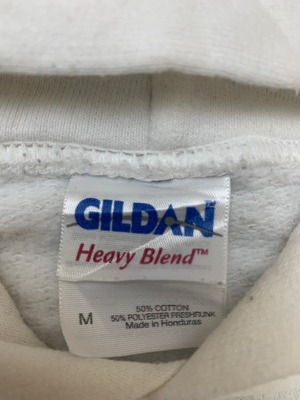 GILDAN
Heavy Blend™
50% COTTON
M 50% POLYESTER PRESHRUNK
Made in Honduras